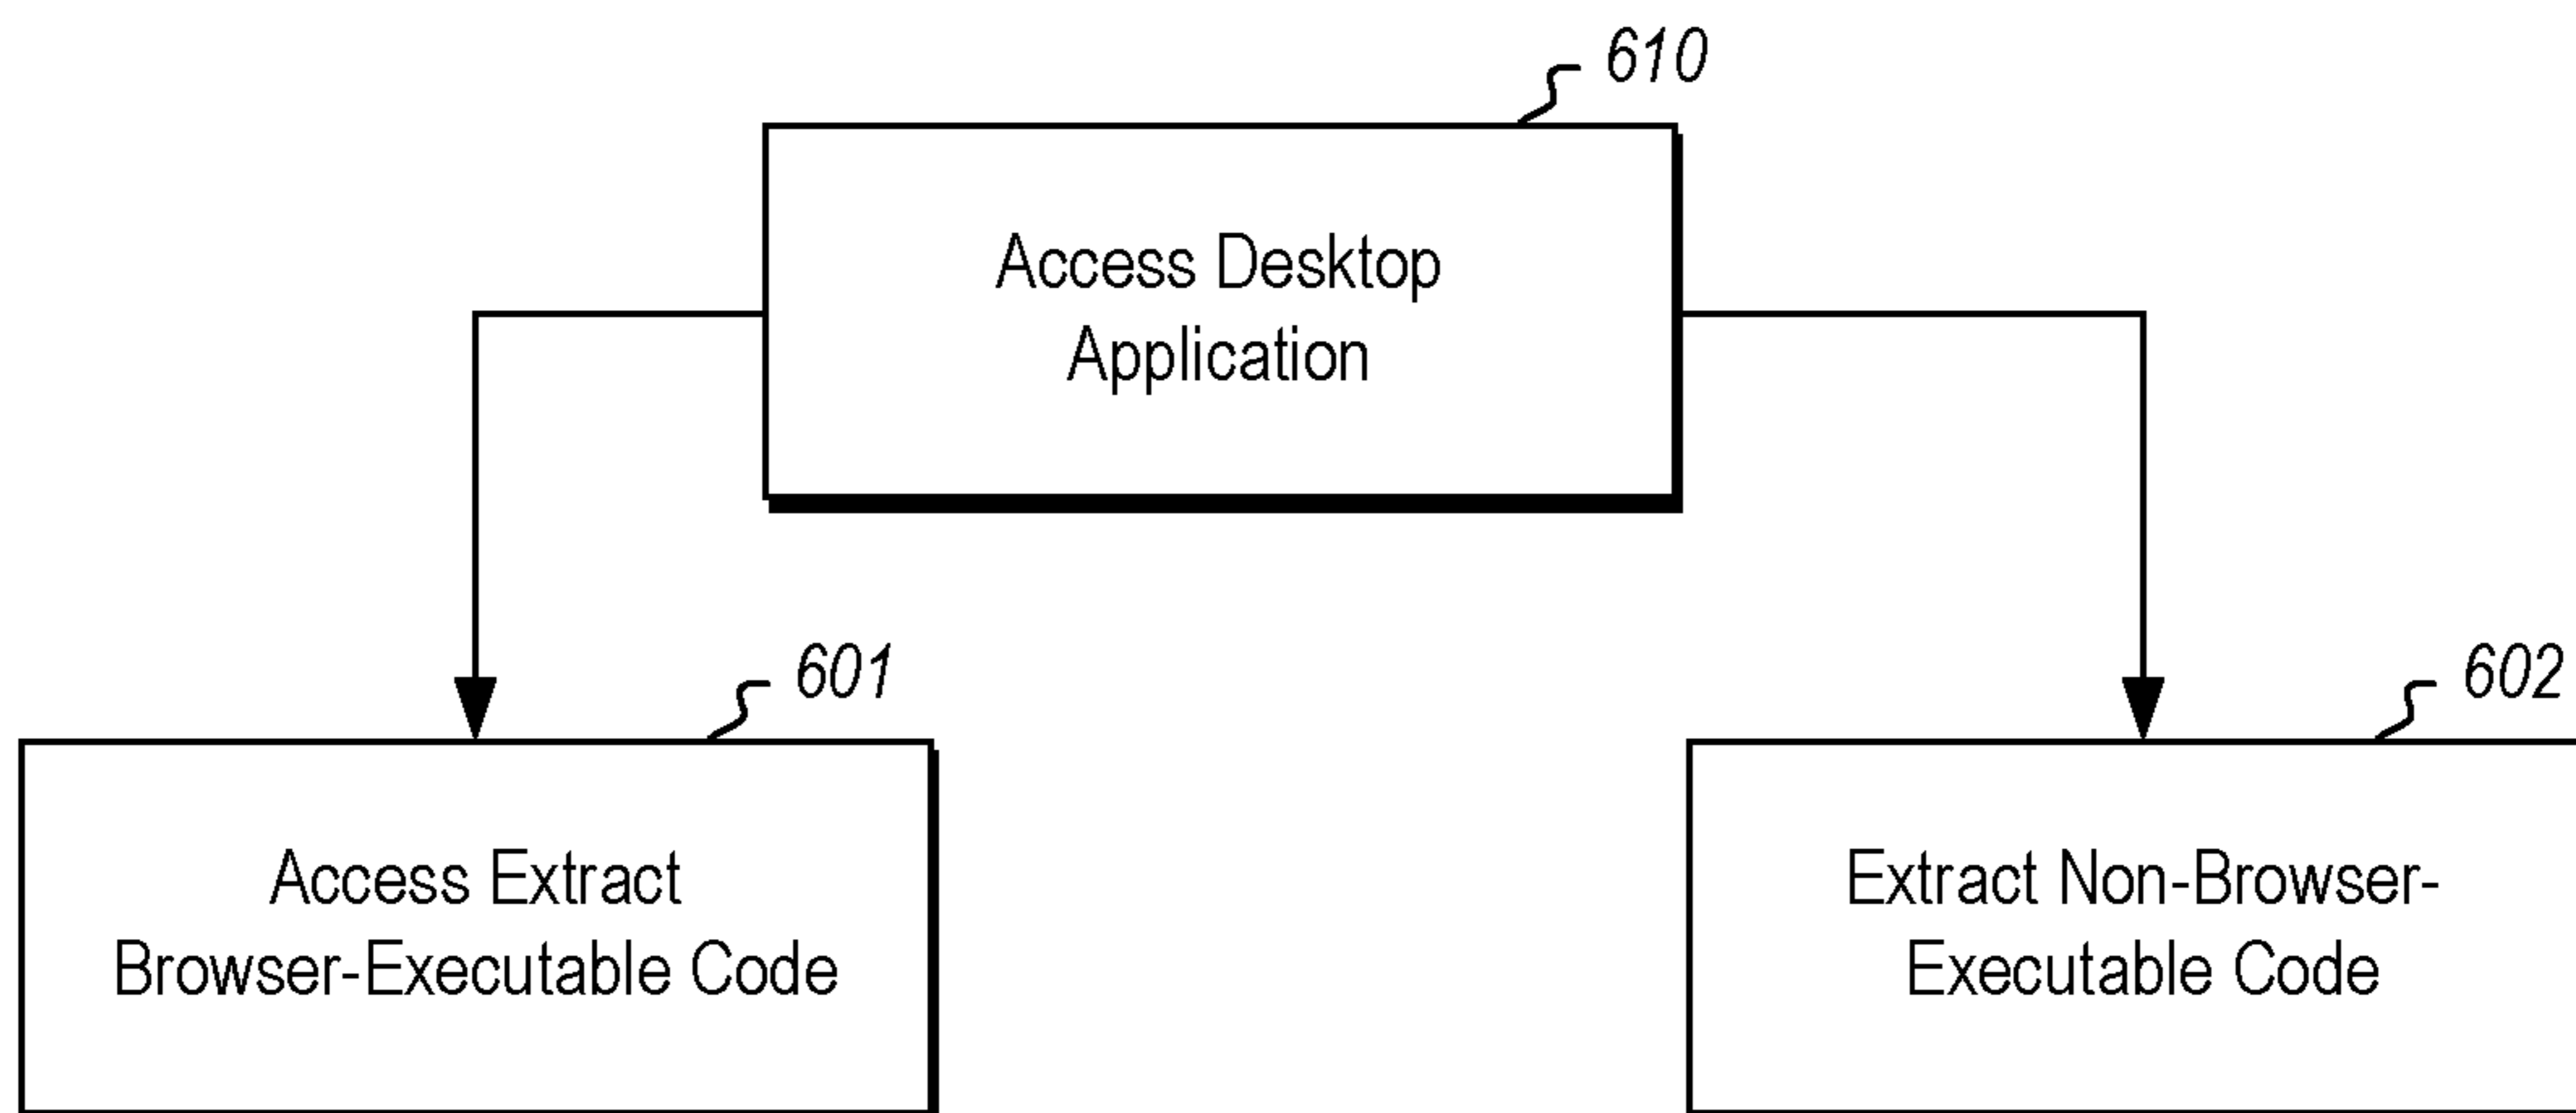 610
Access Desktop
Application
601
602
Access Extract
Browser-Executable Code
Extract Non-Browser-
Executable Code